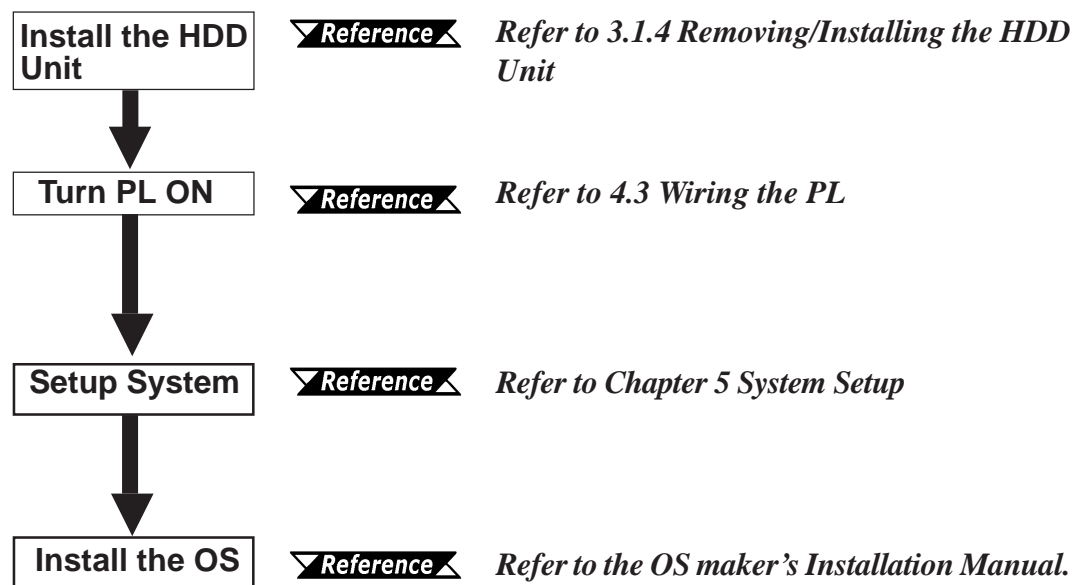 Install the HDD
Unit
Reference
Refer to 3.1.4 Removing/Installing the HDD
Unit
Turn PL ON
Reference
Refer to 4.3 Wiring the PL
Setup System
Reference
Refer to Chapter 5 System Setup
Install the OS
Reference
Refer to the OS maker's Installation Manual.